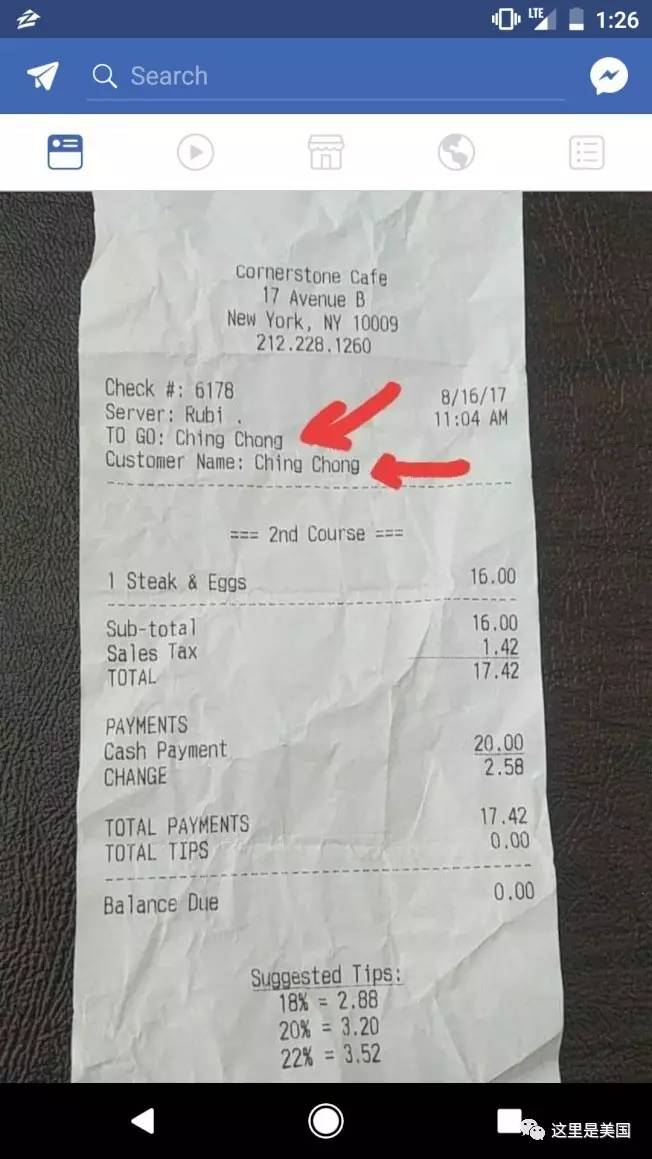 LTE 1:26
Search
Cornerstone Cafe
17 Avenue B
New York, NY 10009
212.228.1260
Check #: 6178 8/16/17
Server: Rubi . 11:04 AM
TO GO: Ching Chong
Customer Name: Ching Chong
=== 2nd Course ===
1 Steak & Eggs 16.00
Sub-total 16.00
Sales Tax 1.42
TOTAL 17.42
PAYMENTS
Cash Payment 20.00
CHANGE 2.58
TOTAL PAYMENTS 17.42
TOTAL TIPS 0.00
Balance Due 0.00
Suggested Tips:
18% = 2.88
20% = 3.20
22% = 3.52
这里是美国